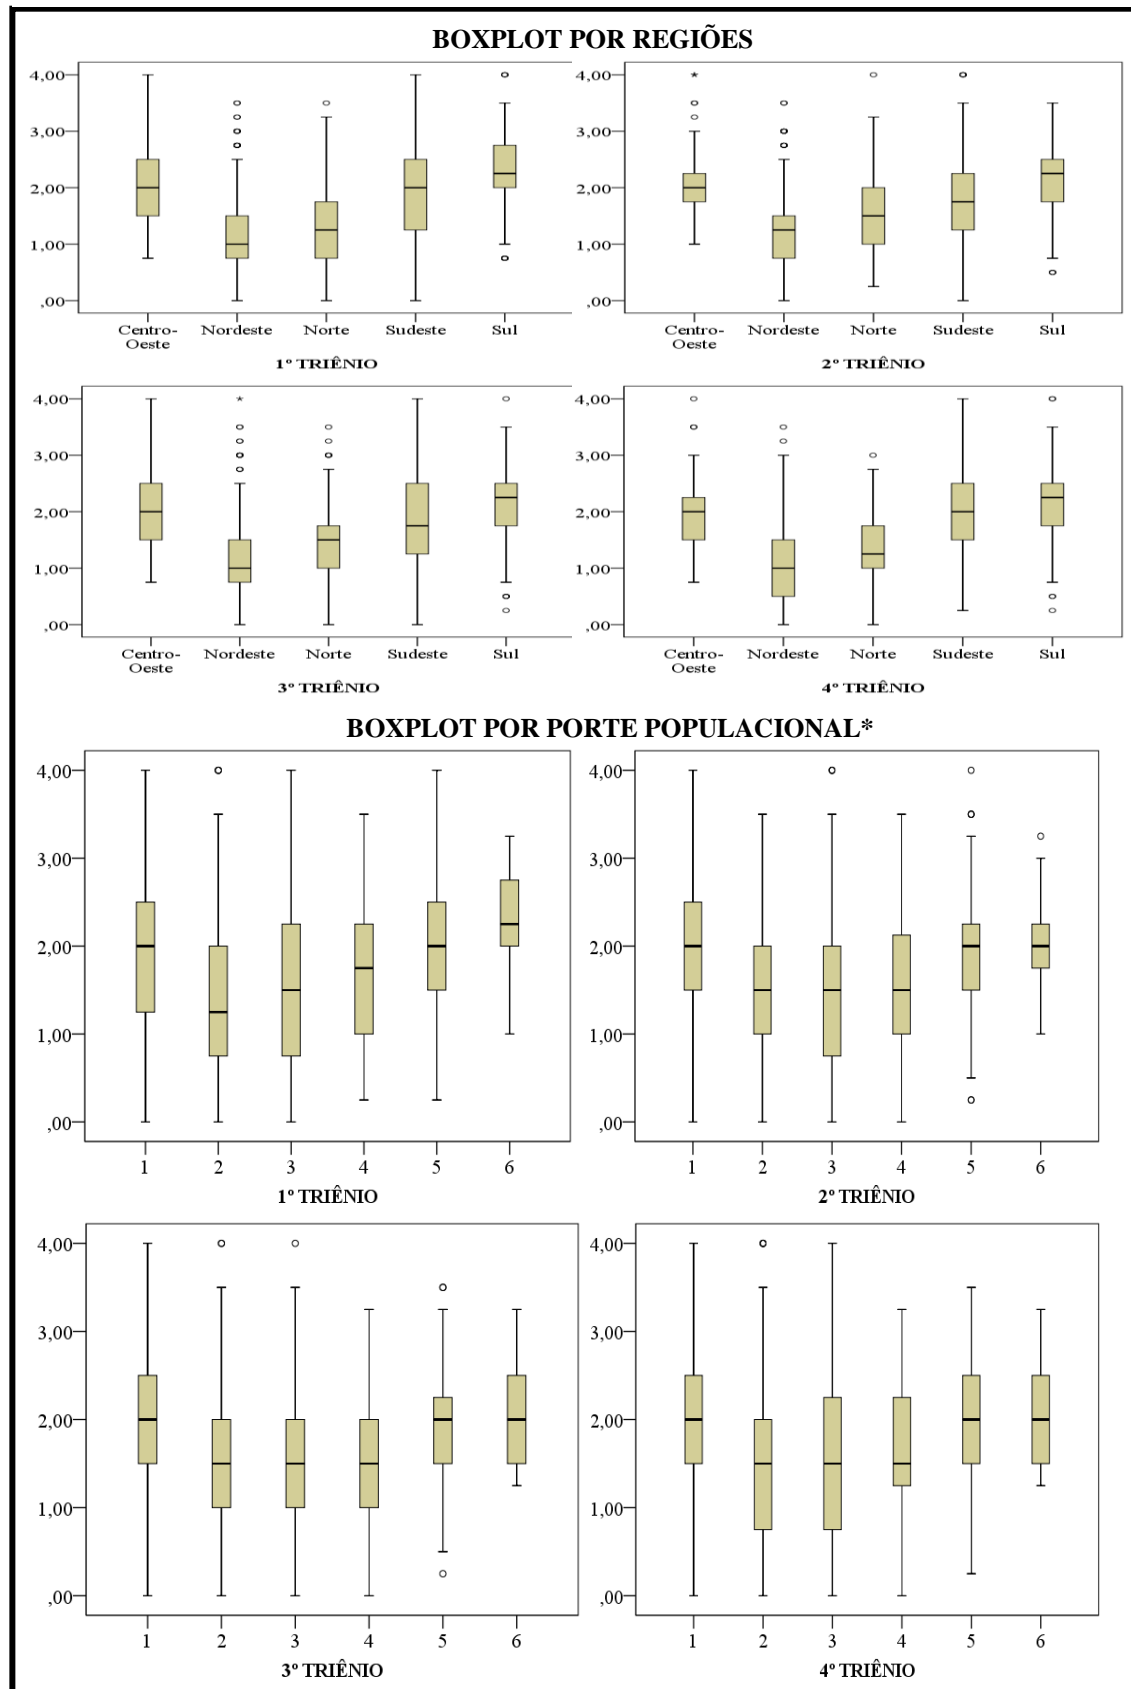 BOXPLOT POR REGIÕES
4,00
3,00
2,00
1,00
,00
Centro-Oeste Nordeste Norte Sudeste Sul
1º TRIÊNIO
4,00
3,00
2,00
1,00
,00
Centro-Oeste Nordeste Norte Sudeste Sul
2º TRIÊNIO
4,00
3,00
2,00
1,00
,00
Centro-Oeste Nordeste Norte Sudeste Sul
3º TRIÊNIO
4,00
3,00
2,00
1,00
,00
Centro-Oeste Nordeste Norte Sudeste Sul
4º TRIÊNIO
BOXPLOT POR PORTE POPULACIONAL*
4,00
3,00
2,00
1,00
,00
1 2 3 4 5 6
1º TRIÊNIO
4,00
3,00
2,00
1,00
,00
1 2 3 4 5 6
2º TRIÊNIO
4,00
3,00
2,00
1,00
,00
1 2 3 4 5 6
3º TRIÊNIO
4,00
3,00
2,00
1,00
,00
1 2 3 4 5 6
4º TRIÊNIO